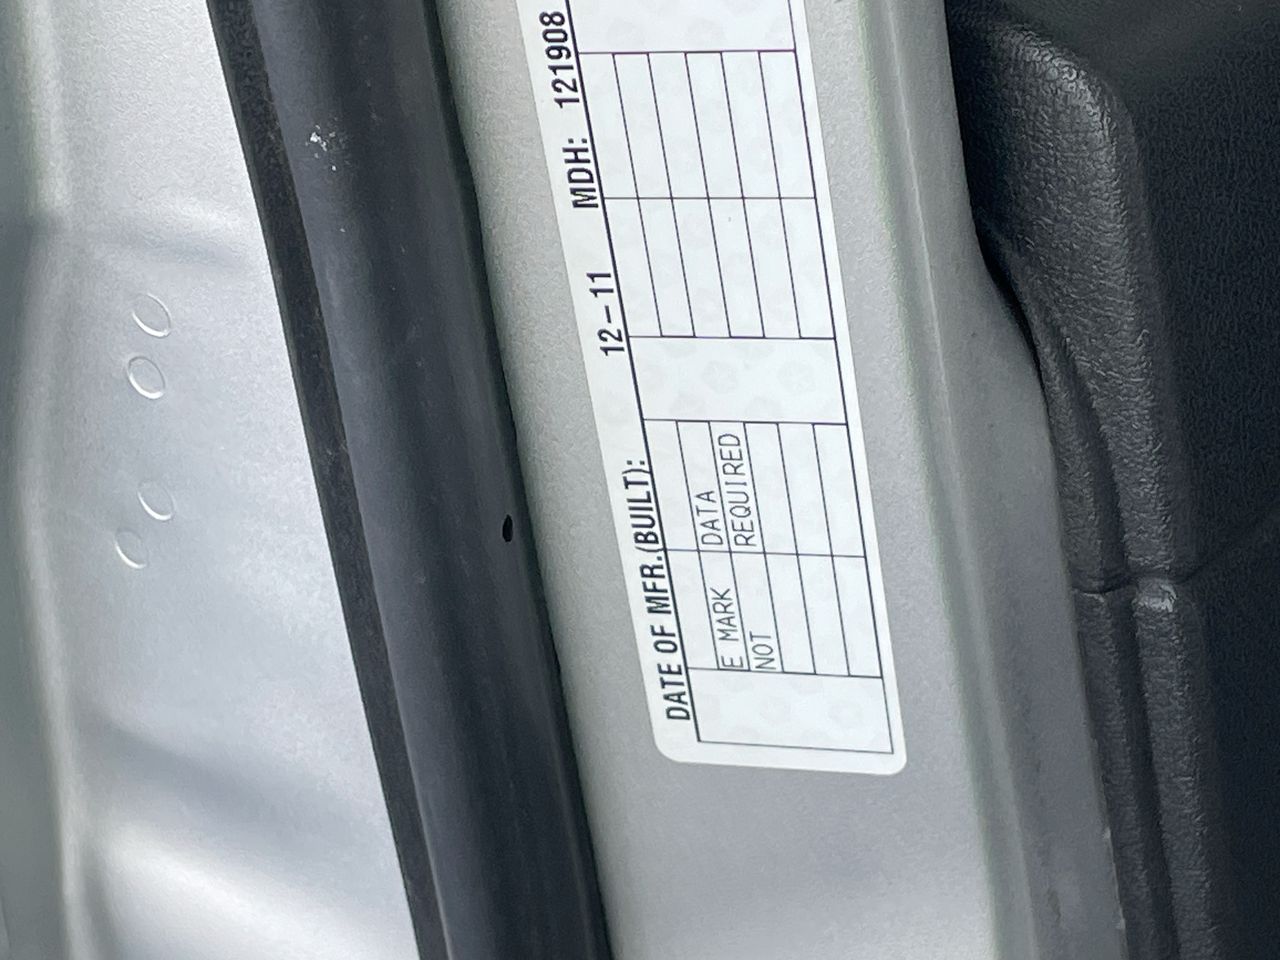 DATE OF MFR.(BUILT): 12-11 MDH: 121908
E MARK DATA
NOT REQUIRED